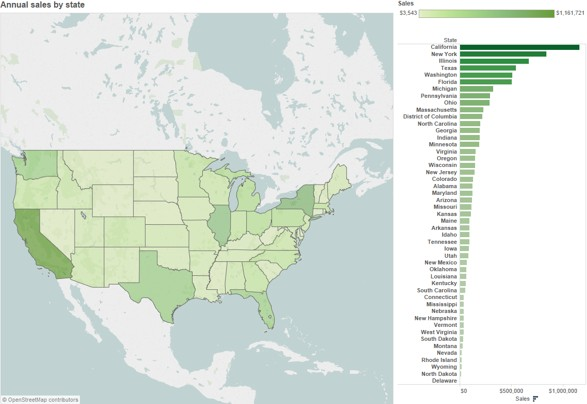 Annual sales by state
© OpenStreetMap contributors
Sales
$3,543 $1,161,721
State
California
New York
Illinois
Texas
Washington
Florida
Michigan
Pennsylvania
Ohio
Massachusetts
District of Columbia
North Carolina
Georgia
Indiana
Minnesota
Virginia
Oregon
Wisconsin
New Jersey
Colorado
Alabama
Maryland
Arizona
Missouri
Kansas
Maine
Arkansas
Idaho
Tennessee
Iowa
Utah
New Mexico
Oklahoma
Louisiana
Kentucky
South Carolina
Connecticut
Mississippi
Nebraska
New Hampshire
Vermont
West Virginia
South Dakota
Montana
Nevada
Rhode Island
Wyoming
North Dakota
Delaware
$0 $500,000 $1,000,000
Sales